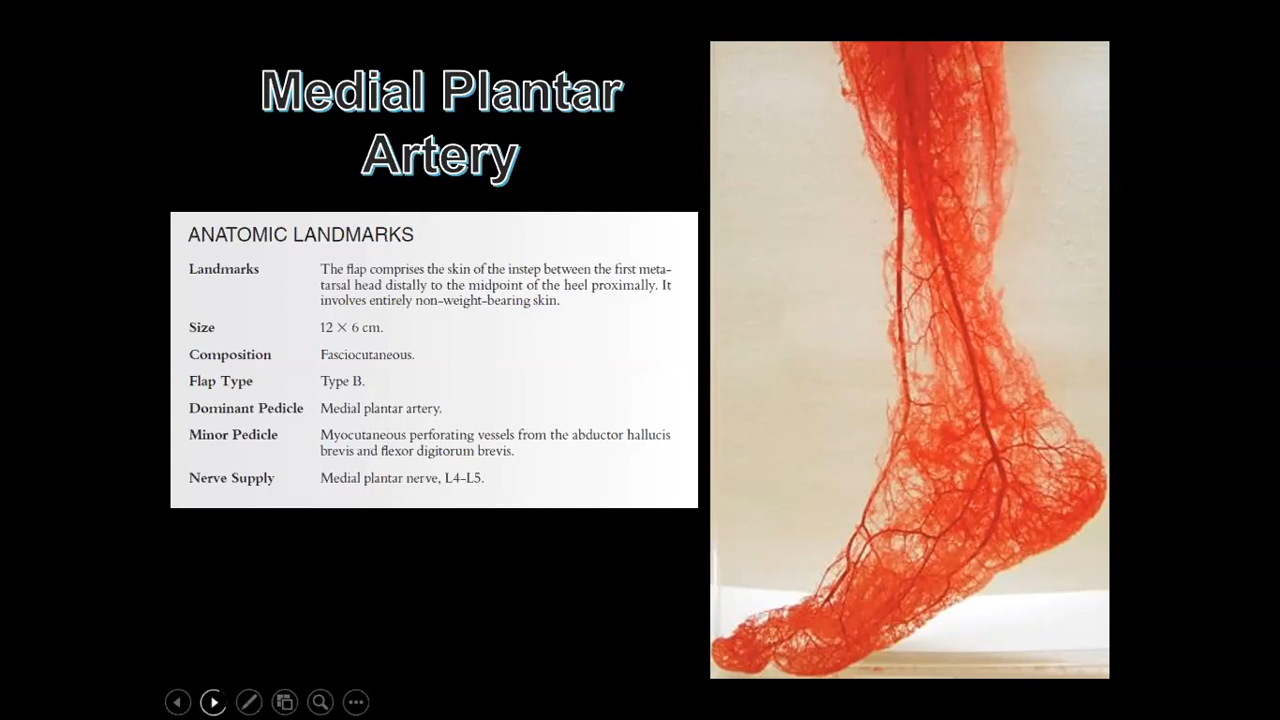 Medial Plantar
Artery
ANATOMIC LANDMARKS
Landmarks The flap comprises the skin of the instep between the first meta-
tarsal head distally to the midpoint of the heel proximally. It
involves entirely non-weight-bearing skin.
Size 12 × 6 cm.
Composition Fasciocutaneous.
Flap Type Type B.
Dominant Pedicle Medial plantar artery.
Minor Pedicle Myocutaneous perforating vessels from the abductor hallucis
brevis and flexor digitorum brevis.
Nerve Supply Medial plantar nerve, L4-L5.